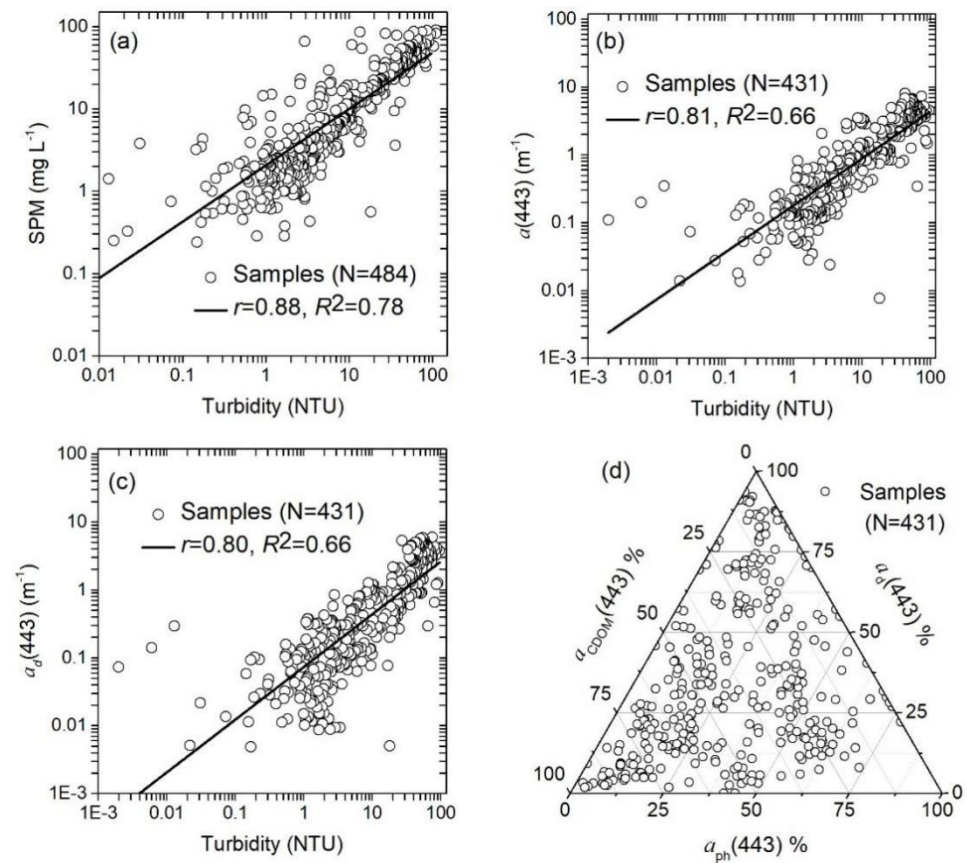 (a)
100
10
1
0.1
0.01
SPM (mg L⁻¹)
Samples (N=484)
r=0.88, R²=0.78
0.01 0.1 1 10 100
Turbidity (NTU)
(b)
100
10
1
0.1
0.01
1E-3
a(443) (m⁻¹)
Samples (N=431)
r=0.81, R²=0.66
1E-3 0.01 0.1 1 10 100
Turbidity (NTU)
(c)
100
10
1
0.1
0.01
1E-3
a_d(443) (m⁻¹)
Samples (N=431)
r=0.80, R²=0.66
1E-3 0.01 0.1 1 10 100
Turbidity (NTU)
(d)
Samples
(N=431)
0
25
50
75
100
a_CDOM(443) %
100
75
50
25
0
a_d(443) %
0 25 50 75 100
a_ph(443) %